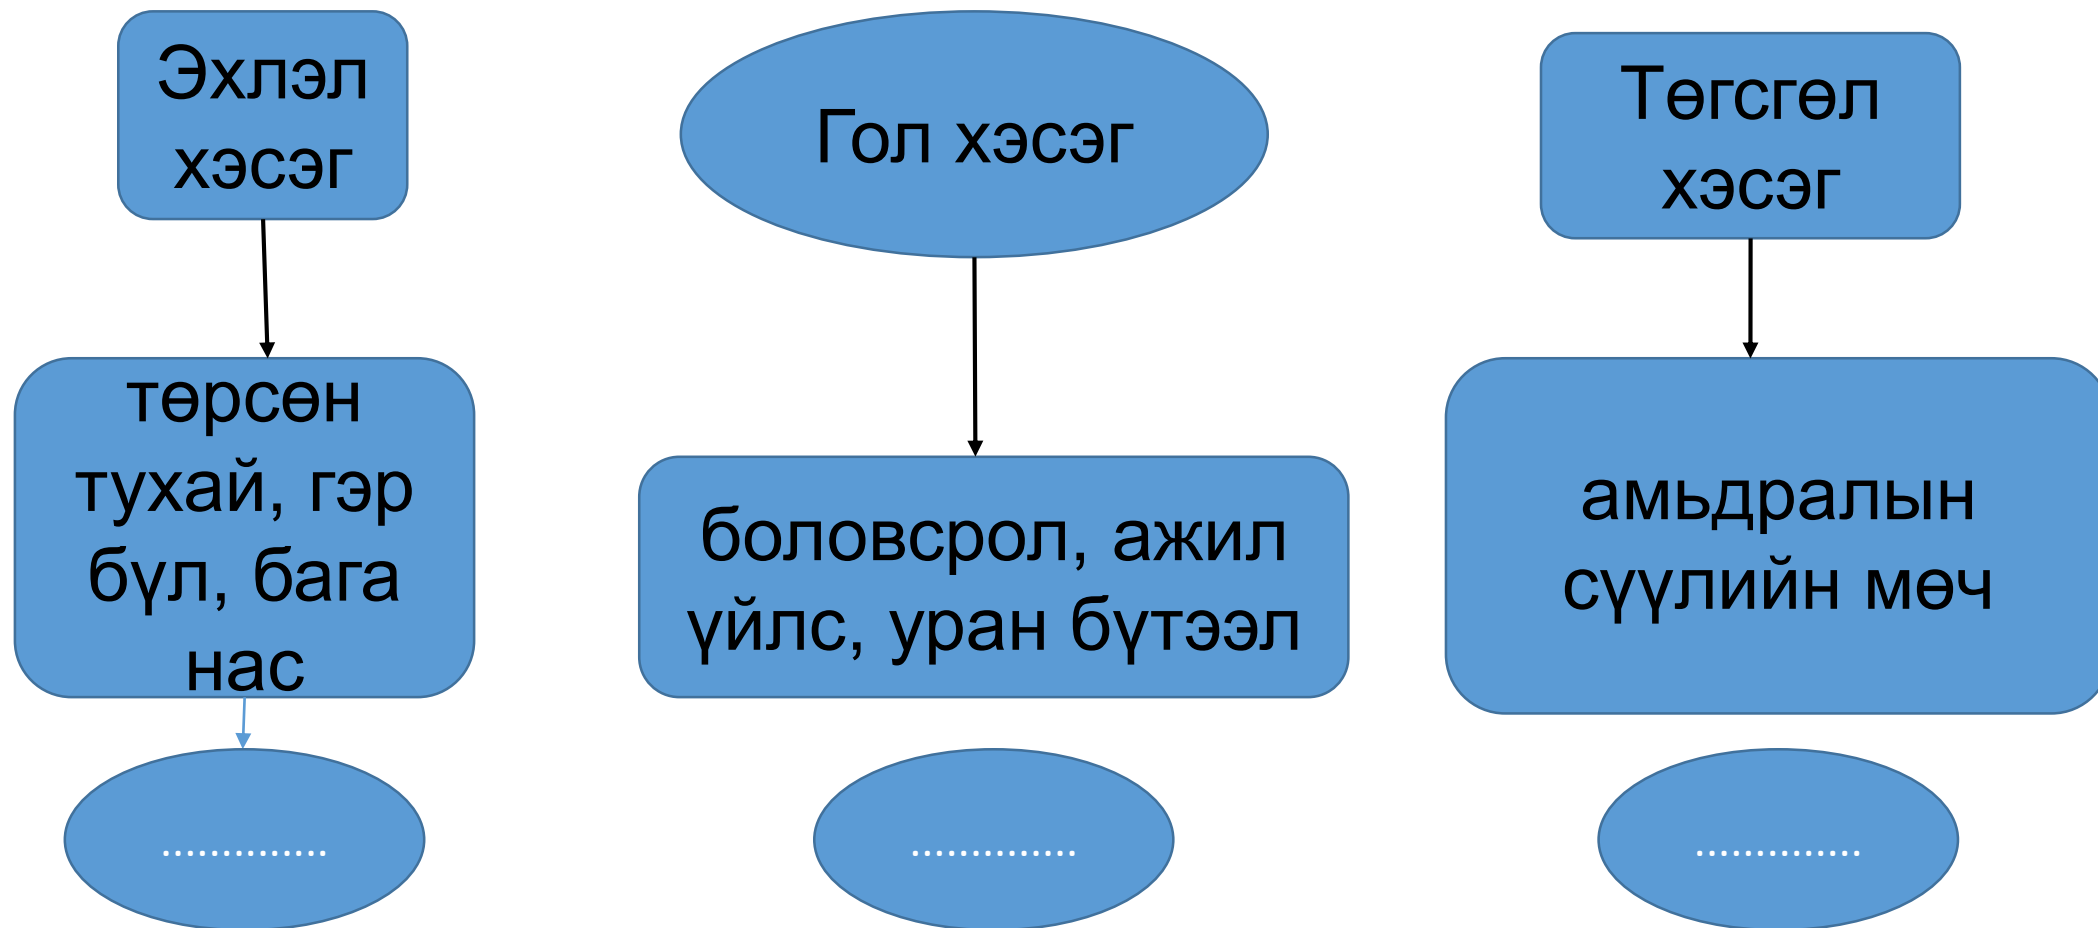 Эхлэл
хэсэг
төрсөн
тухай, гэр
бүл, бага
нас
..............
Гол хэсэг
боловсрол, ажил
үйлс, уран бүтээл
..............
Төгсгөл
хэсэг
амьдралын
сүүлийн мөч
..............